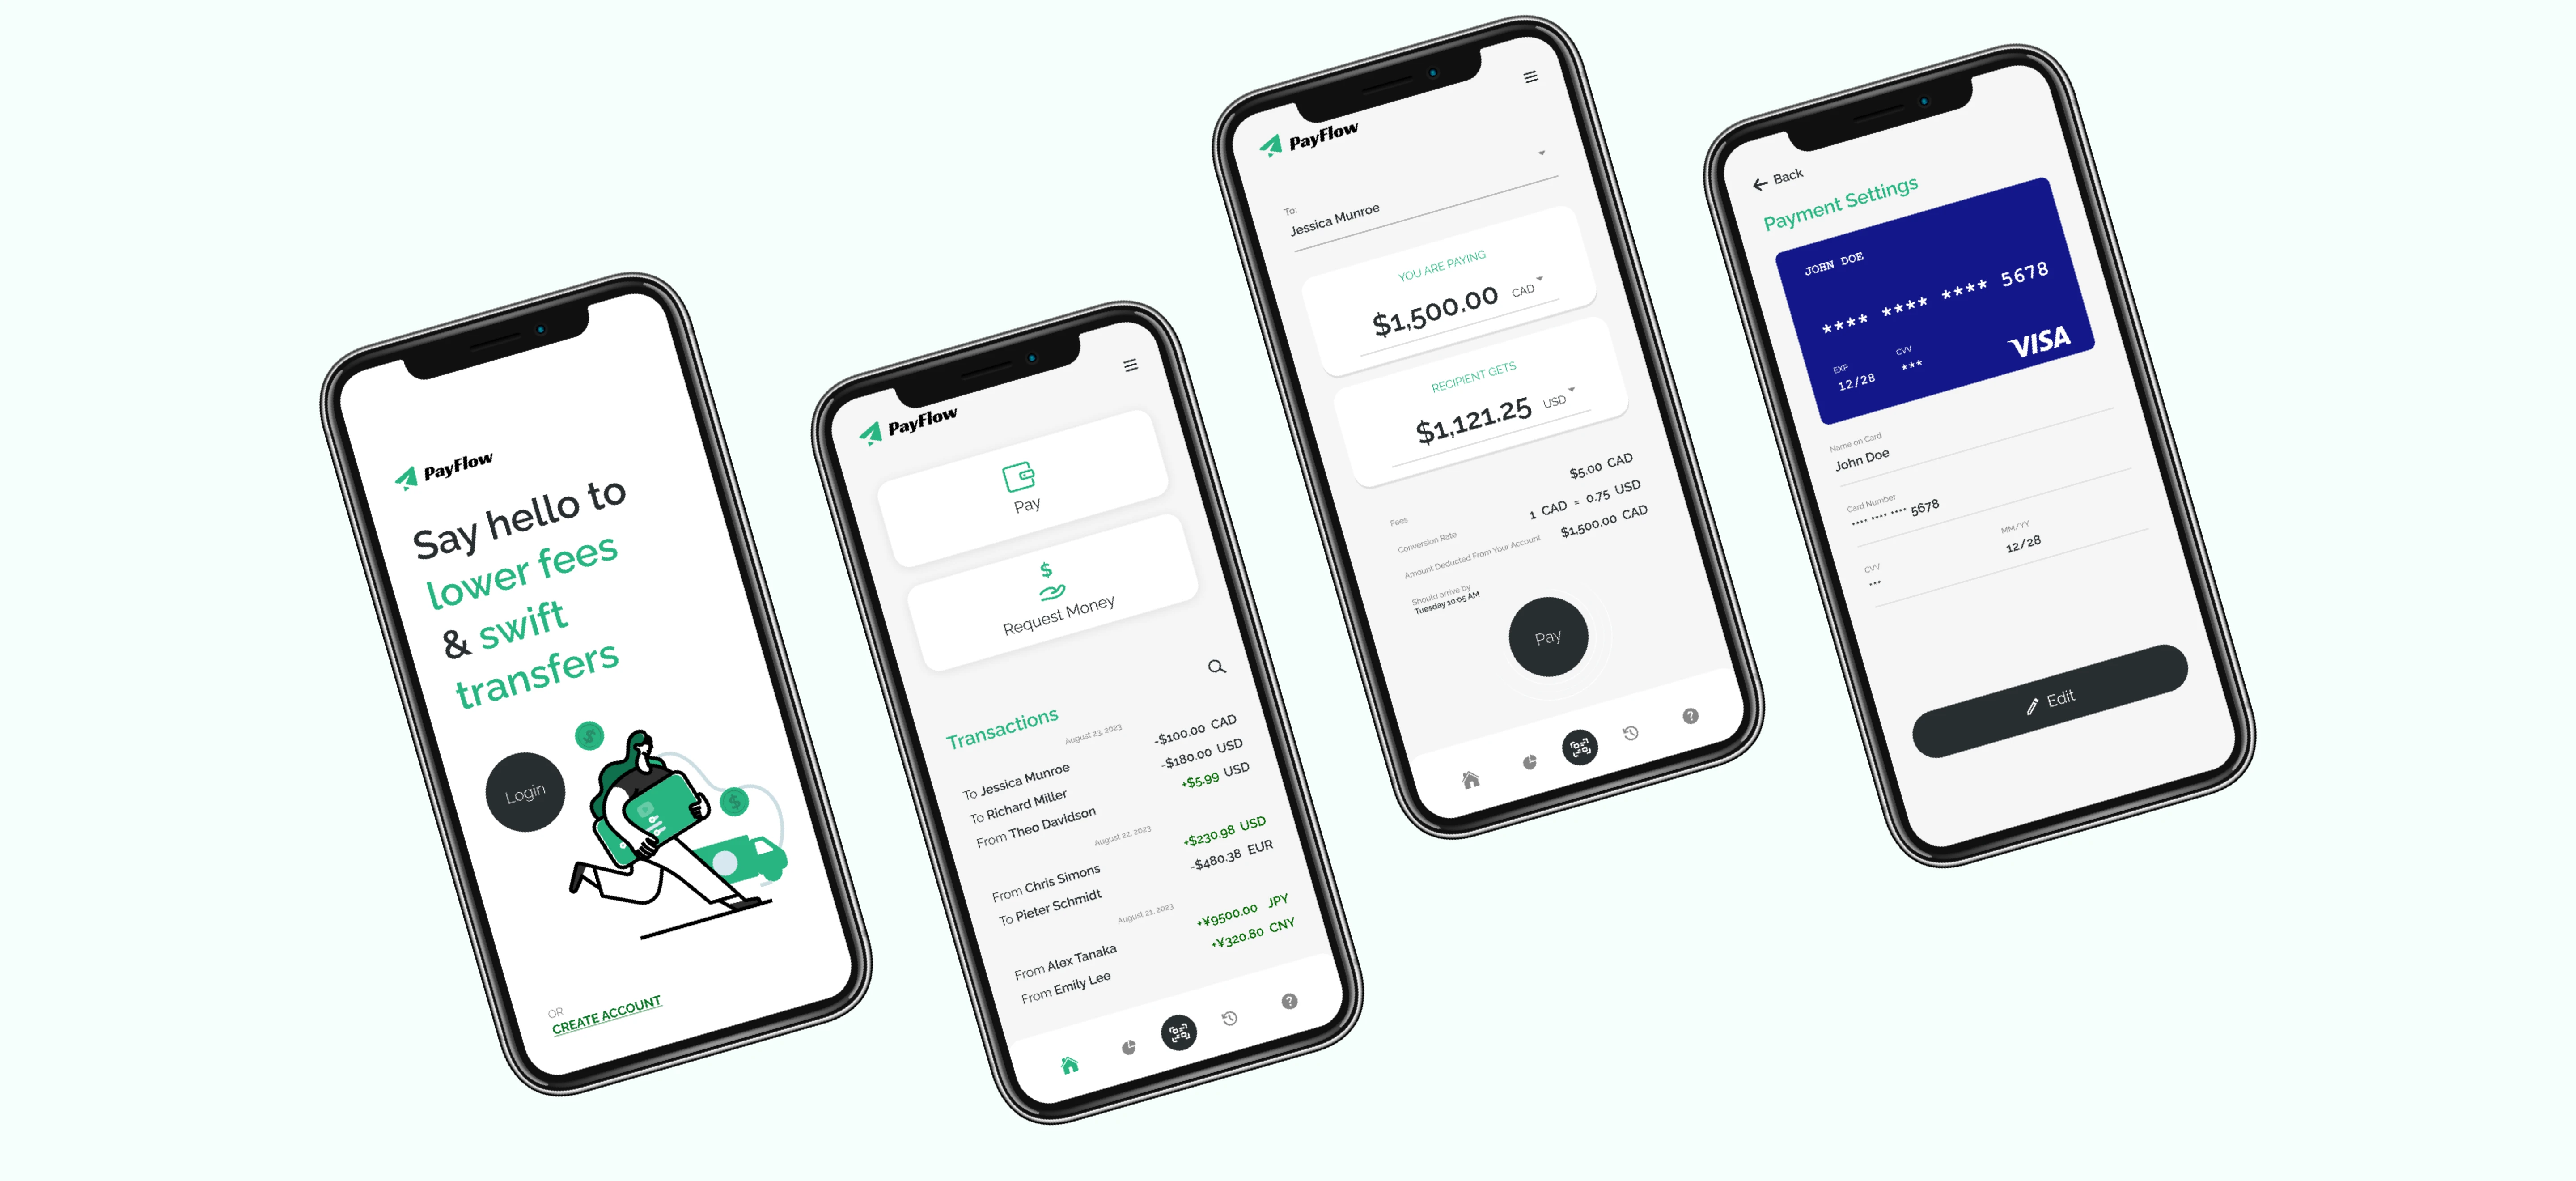 PayFlow
Say hello to
lower fees
& swift
transfers
Login
OR
CREATE ACCOUNT
PayFlow
Pay
$
Request Money
Transactions
August 23, 2023
To Jessica Munroe -$100.00 CAD
To Richard Miller -$180.00 USD
From Theo Davidson +$5.99 USD
August 22, 2023
From Chris Simons +$230.98 USD
To Pieter Schmidt -$480.38 EUR
August 21, 2023
From Alex Tanaka +¥9500.00 JPY
From Emily Lee +¥320.80 CNY
?
PayFlow
To:
Jessica Munroe
YOU ARE PAYING
$1,500.00 CAD
RECIPIENT GETS
$1,121.25 USD
Fees $5.00 CAD
Conversion Rate 1 CAD = 0.75 USD
Amount Deducted From Your Account $1,500.00 CAD
Should arrive by
Tuesday 10:05 AM
Pay
?
Back
Payment Settings
JOHN DOE
**** **** **** 5678
EXP CVV
12/28 ***
VISA
Name on Card
John Doe
Card Number
•••• •••• •••• 5678
CVV MM/YY
••• 12/28
Edit